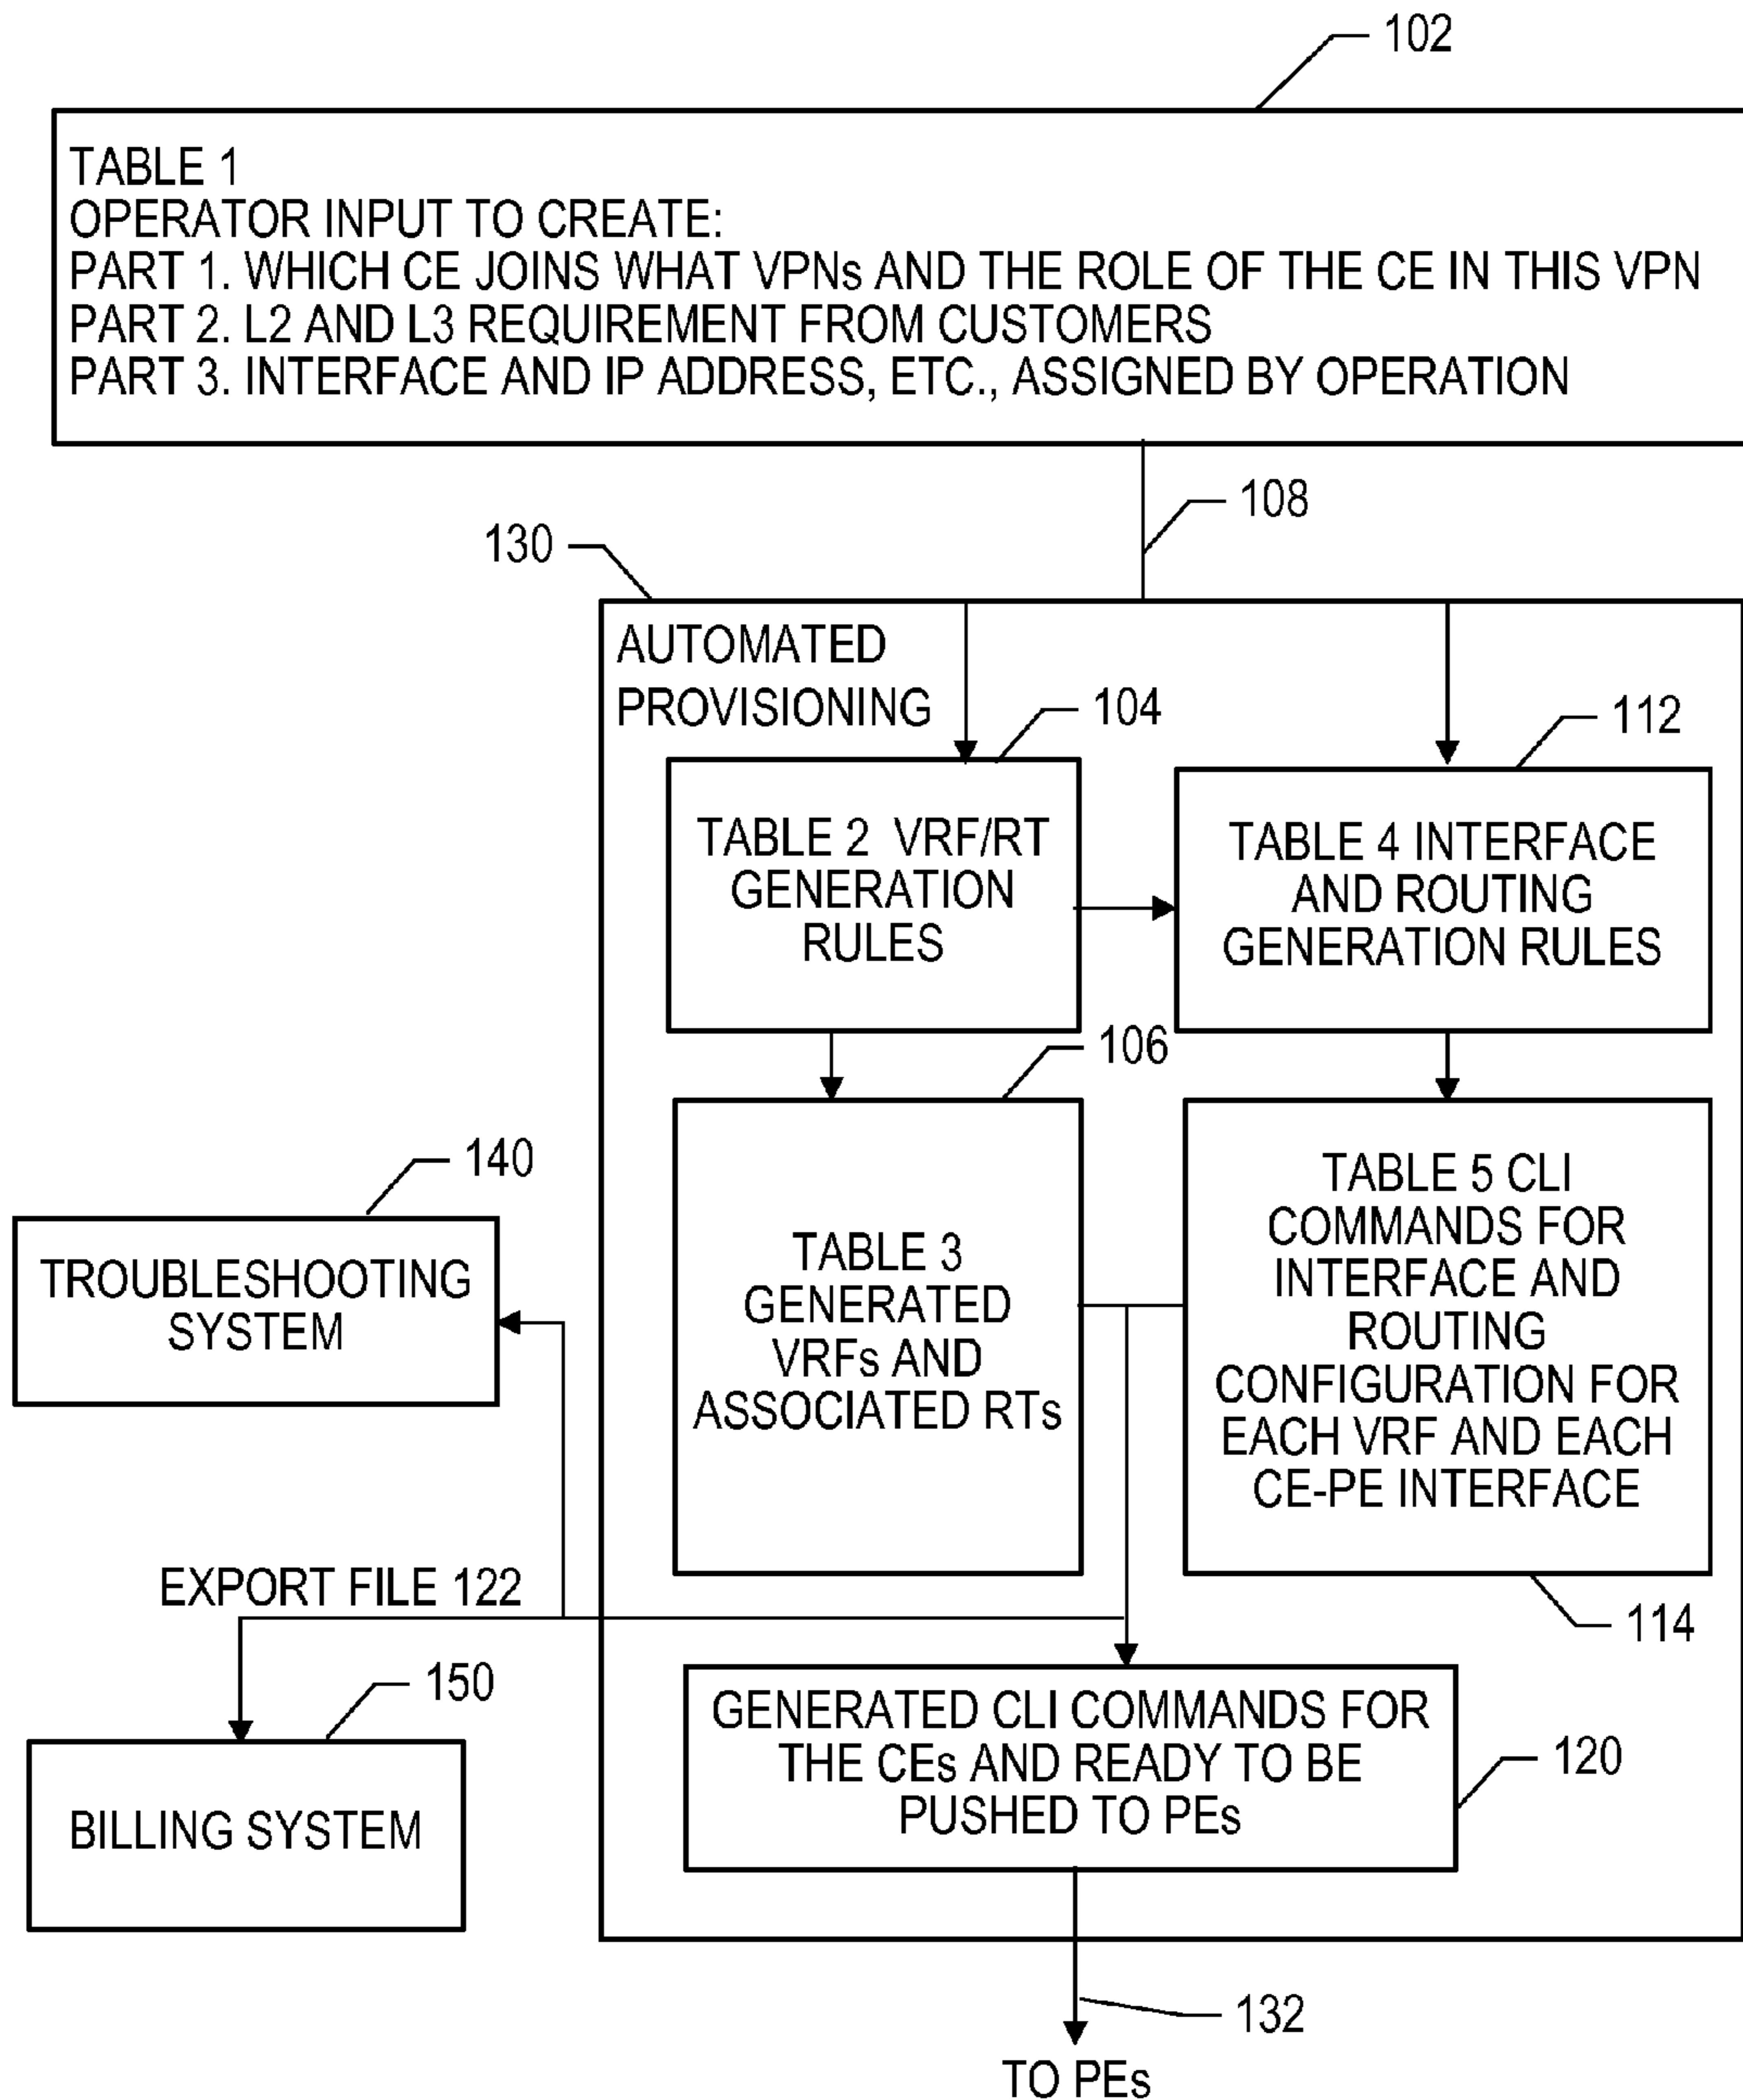 102
TABLE 1
OPERATOR INPUT TO CREATE:
PART 1. WHICH CE JOINS WHAT VPNs AND THE ROLE OF THE CE IN THIS VPN
PART 2. L2 AND L3 REQUIREMENT FROM CUSTOMERS
PART 3. INTERFACE AND IP ADDRESS, ETC., ASSIGNED BY OPERATION
108
130
AUTOMATED
PROVISIONING
104
112
TABLE 2 VRF/RT
GENERATION
RULES
TABLE 4 INTERFACE
AND ROUTING
GENERATION RULES
106
TABLE 3
GENERATED
VRFs AND
ASSOCIATED RTs
TABLE 5 CLI
COMMANDS FOR
INTERFACE AND
ROUTING
CONFIGURATION FOR
EACH VRF AND EACH
CE-PE INTERFACE
140
TROUBLESHOOTING
SYSTEM
EXPORT FILE 122
114
150
BILLING SYSTEM
GENERATED CLI COMMANDS FOR
THE CEs AND READY TO BE
PUSHED TO PEs
120
132
TO PEs